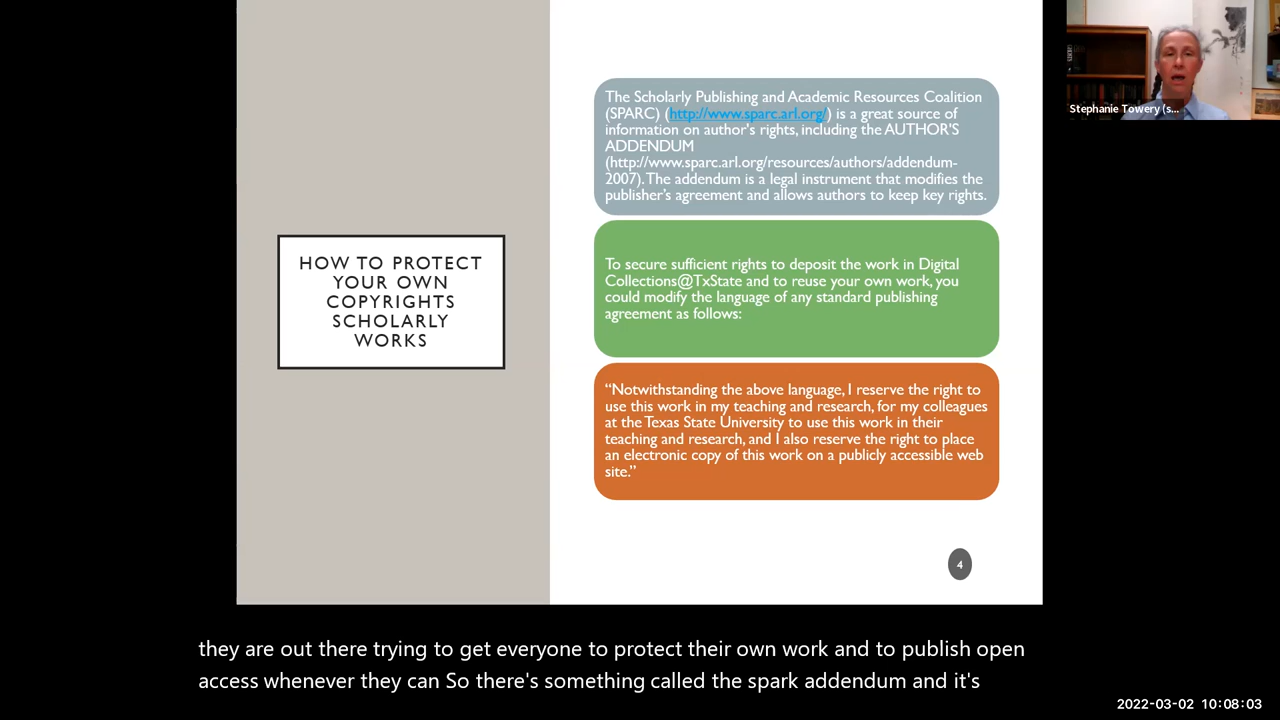 The Scholarly Publishing and Academic Resources Coalition
(SPARC) (http://www.sparc.arl.org/) is a great source of
information on author's rights, including the AUTHOR'S
ADDENDUM
(http://www.sparc.arl.org/resources/authors/addendum-
2007). The addendum is a legal instrument that modifies the
publisher's agreement and allows authors to keep key rights.
HOW TO PROTECT
YOUR OWN
COPYRIGHTS
SCHOLARLY
WORKS
To secure sufficient rights to deposit the work in Digital
Collections@TxState and to reuse your own work, you
could modify the language of any standard publishing
agreement as follows:
“Notwithstanding the above language, I reserve the right to
use this work in my teaching and research, for my colleagues
at the Texas State University to use this work in their
teaching and research, and I also reserve the right to place
an electronic copy of this work on a publicly accessible web
site.”
4
Stephanie Towery (s...
they are out there trying to get everyone to protect their own work and to publish open
access whenever they can So there's something called the spark addendum and it's
2022-03-02 10:08:03